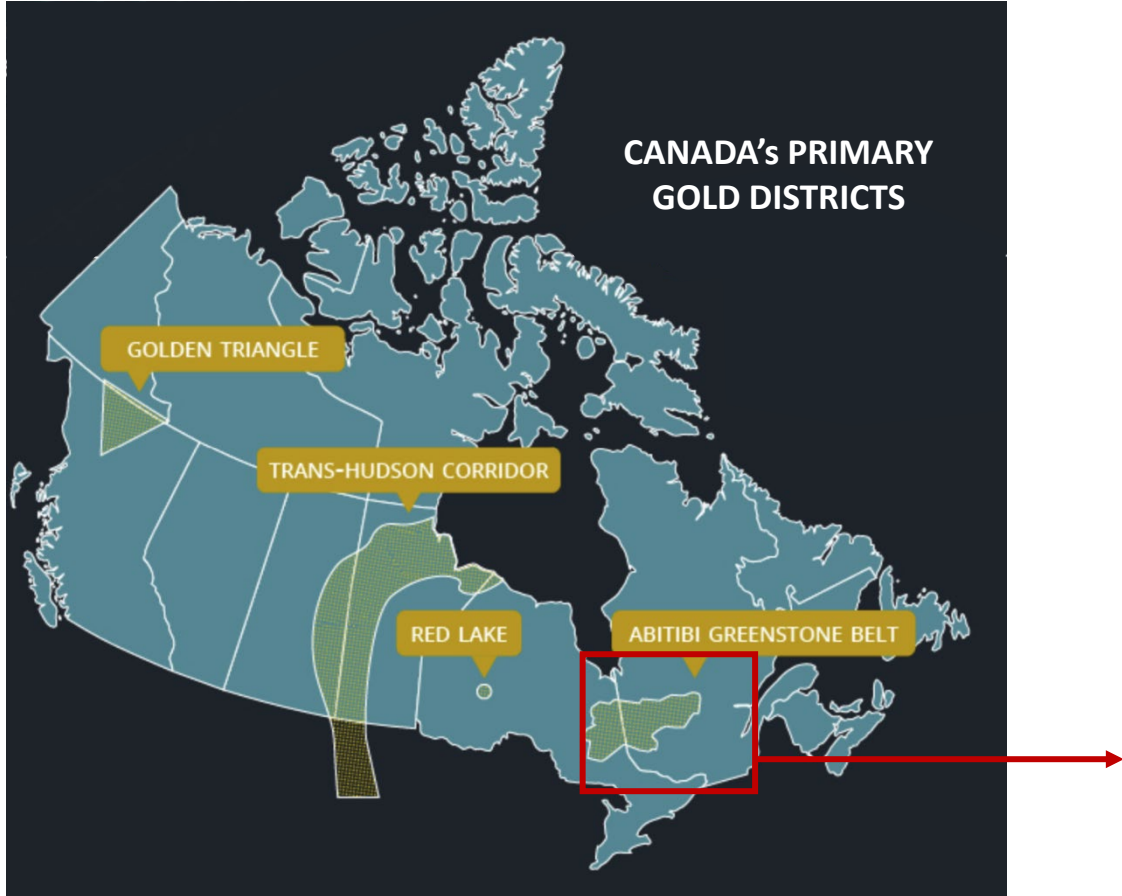 CANADA's PRIMARY
GOLD DISTRICTS
GOLDEN TRIANGLE
TRANS-HUDSON CORRIDOR
RED LAKE
ABITIBI GREENSTONE BELT